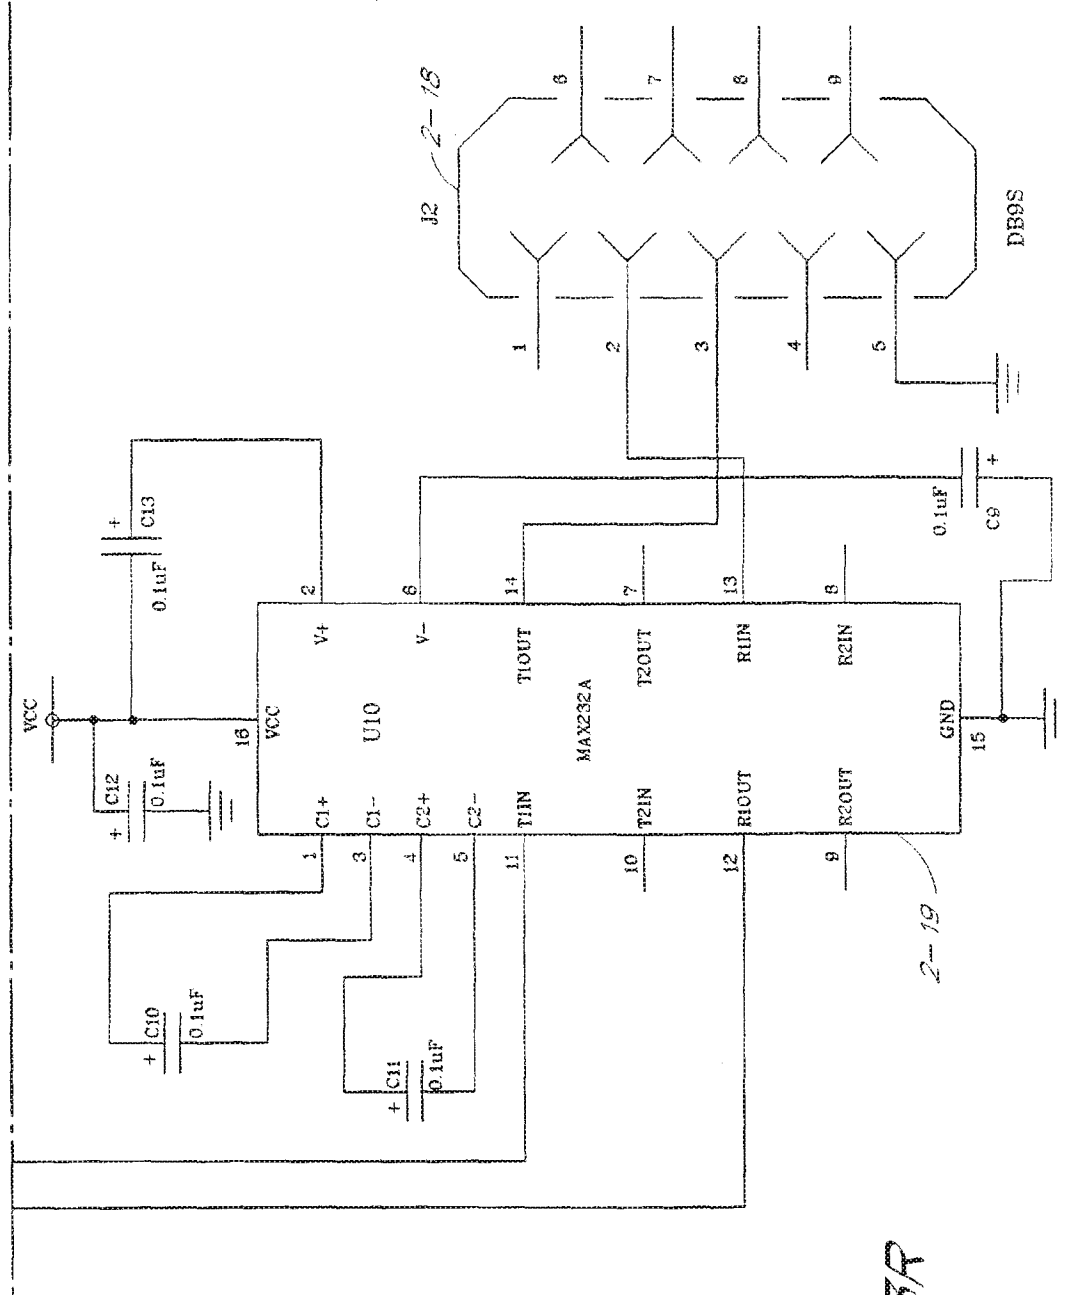 2-18
J2
6
7
8
9
1
2
3
4
5
DB9S
VCC
C13
+
0.1uF
C12
+
0.1uF
C10
+
0.1uF
C11
+
0.1uF
0.1uF
+
C9
U10
MAX232A
16
VCC
1
C1+
3
C1-
4
C2+
5
C2-
11
T1IN
10
T2IN
12
R1OUT
9
R2OUT
V+
2
V-
6
T1OUT
14
T2OUT
7
R1IN
13
R2IN
8
GND
15
2-19